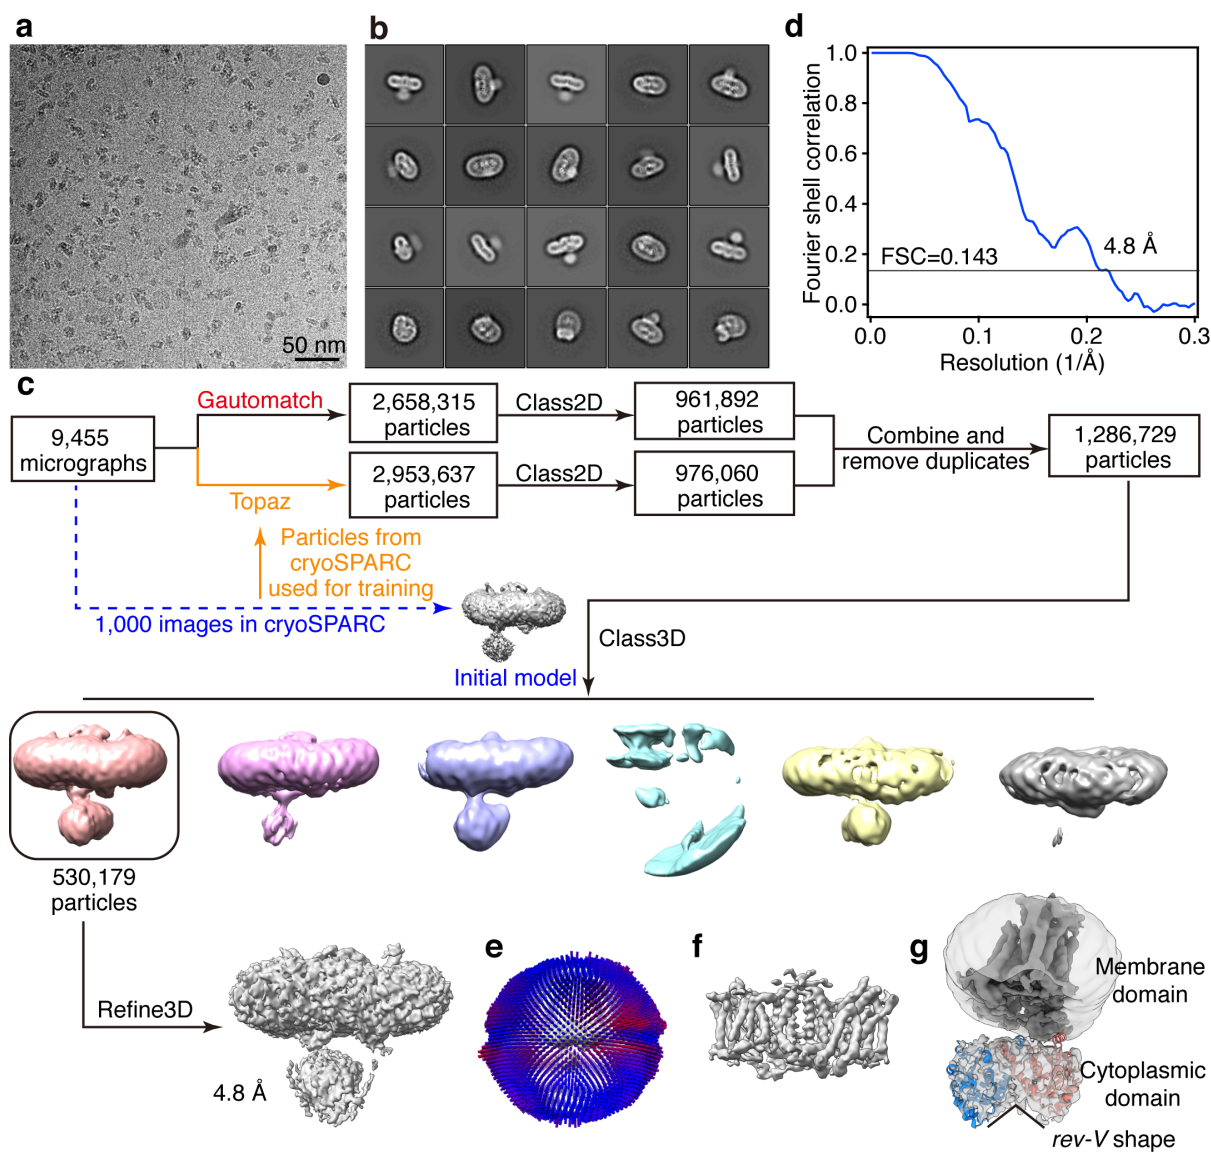 a
50 nm
b
d
Fourier shell correlation
1.0
0.8
0.6
0.4
0.2
0.0
FSC=0.143
4.8 Å
0.0
0.1
0.2
0.3
Resolution (1/Å)
c
9,455
micrographs
Gautomatch
Topaz
2,658,315
particles
2,953,637
particles
Class2D
Class2D
961,892
particles
976,060
particles
Combine and
remove duplicates
1,286,729
particles
Particles from
cryoSPARC
used for training
1,000 images in cryoSPARC
Initial model
Class3D
530,179
particles
Refine3D
4.8 Å
e
f
g
Membrane
domain
Cytoplasmic
domain
rev-V shape